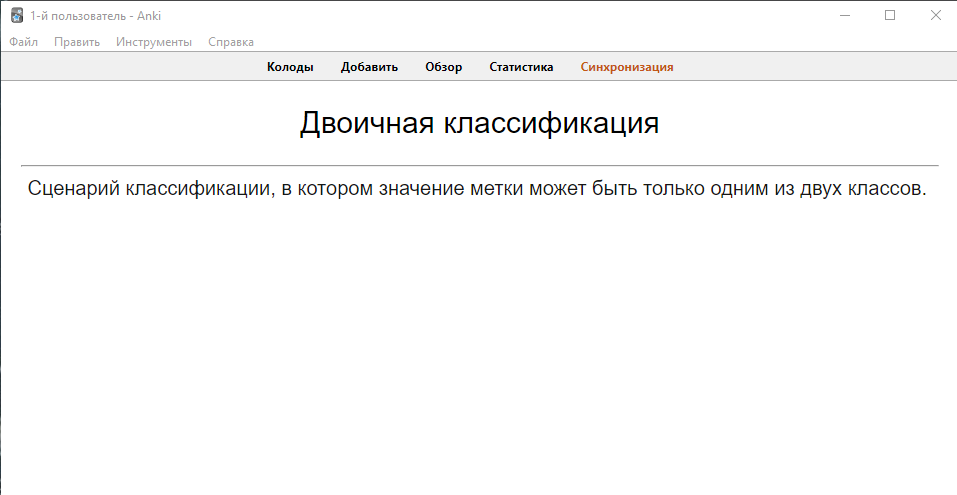 1-й пользователь - Anki
Файл Править Инструменты Справка
Колоды Добавить Обзор Статистика Синхронизация
Двоичная классификация
Сценарий классификации, в котором значение метки может быть только одним из двух классов.